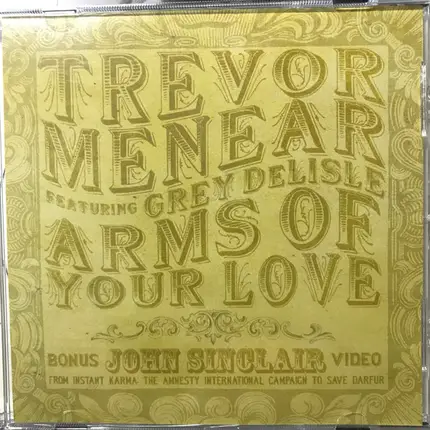 TREVOR
MENEAR
FEATURING GREY DELISLE
ARMS OF
YOUR LOVE
BONUS JOHN SINCLAIR VIDEO
FROM INSTANT KARMA THE AMNESTY INTERNATIONAL CAMPAIGN TO SAVE DARFUR